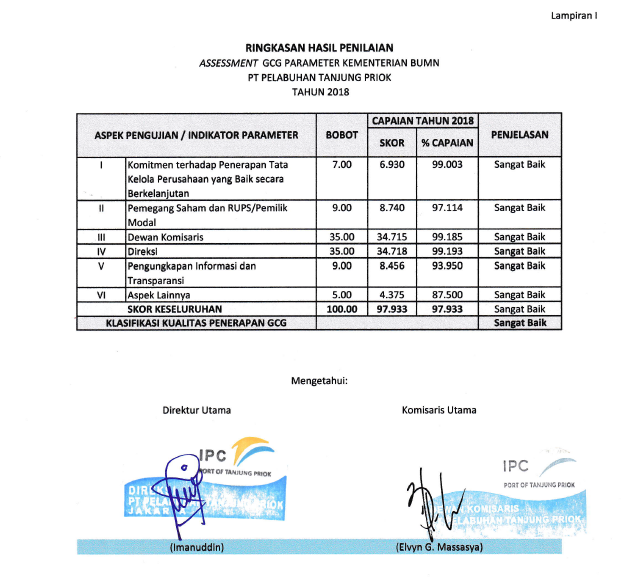 Lampiran I
RINGKASAN HASIL PENILAIAN
ASSESSMENT GCG PARAMETER KEMENTERIAN BUMN
PT PELABUHAN TANJUNG PRIOK
TAHUN 2018
ASPEK PENGUJIAN / INDIKATOR PARAMETER BOBOT CAPAIAN TAHUN 2018 PENJELASAN
SKOR % CAPAIAN
I Komitmen terhadap Penerapan Tata 7.00 6.930 99.003 Sangat Baik
Kelola Perusahaan yang Baik secara
Berkelanjutan
II Pemegang Saham dan RUPS/Pemilik 9.00 8.740 97.114 Sangat Baik
Modal
III Dewan Komisaris 35.00 34.715 99.185 Sangat Baik
IV Direksi 35.00 34.718 99.193 Sangat Baik
V Pengungkapan Informasi dan 9.00 8.456 93.950 Sangat Baik
Transparansi
VI Aspek Lainnya 5.00 4.375 87.500 Sangat Baik
SKOR KESELURUHAN 100.00 97.933 97.933 Sangat Baik
KLASIFIKASI KUALITAS PENERAPAN GCG Sangat Baik
Mengetahui:
Direktur Utama Komisaris Utama
IPC
PORT OF TANJUNG PRIOK
PT TANJUNG PRIOK
IPC
PORT OF TANJUNG PRIOK
DEWAN KOMISARIS
PELABUHAN TANJUNG PRIOK
(Imanuddin) (Elvyn G. Massasya)